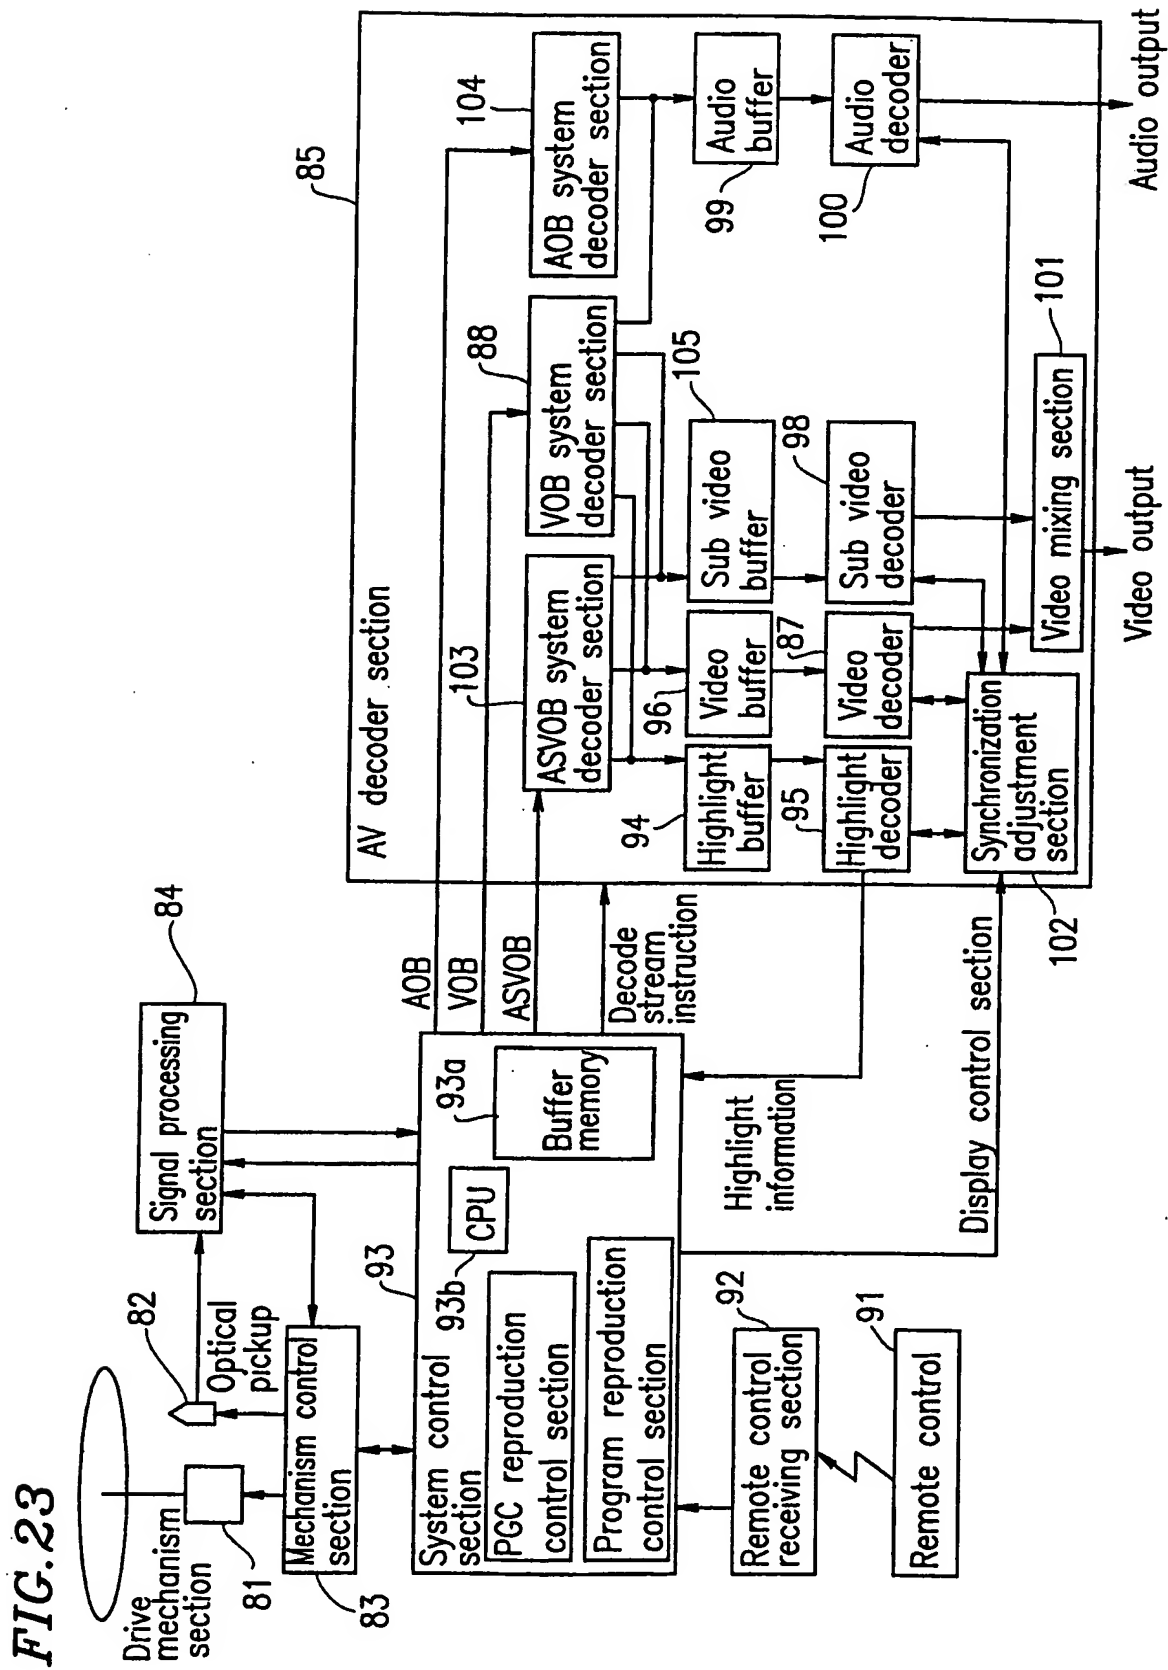 FIG.23
Drive
mechanism
section
81
82
Optical
pickup
Mechanism control
section
83
Signal processing
section
84
System control
section
93
PGC reproduction
control section
Program reproduction
control section
CPU
93b
Buffer
memory
93a
Remote control
receiving section
92
Remote control
91
AOB
VOB
ASVOB
Decode
stream
instruction
Highlight
information
Display control section
AV decoder section
85
ASVOB system
decoder section
103
VOB system
decoder section
88
AOB system
decoder section
104
Highlight
buffer
94
Video
buffer
96
Sub video
buffer
105
Audio
buffer
99
Highlight
decoder
95
Video
decoder
87
Sub video
decoder
98
Audio
decoder
100
Synchronization
adjustment
section
102
Video mixing section
101
Video output
Audio output